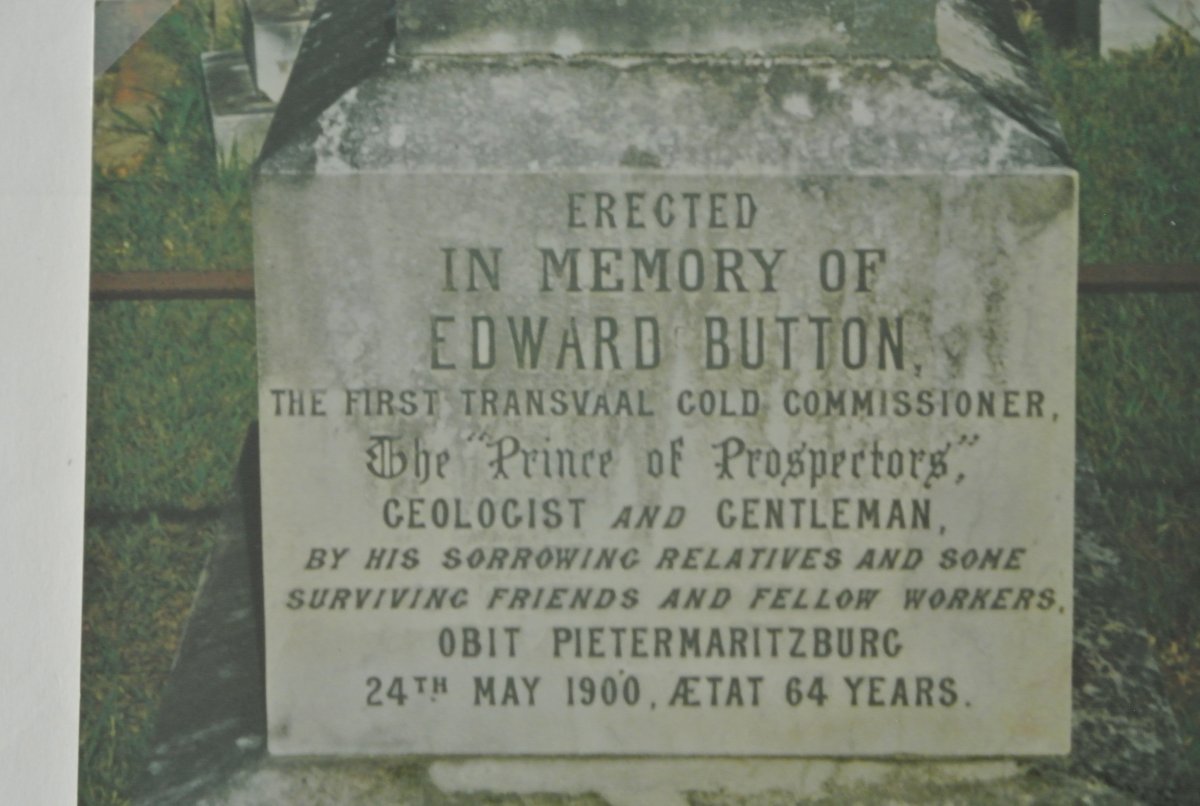 ERECTED
IN MEMORY OF
EDWARD BUTTON,
THE FIRST TRANSVAAL GOLD COMMISSIONER,
The "Prince of Prospectors,"
GEOLOGIST AND GENTLEMAN,
BY HIS SORROWING RELATIVES AND SOME
SURVIVING FRIENDS AND FELLOW WORKERS.
OBIT PIETERMARITZBURG
24TH MAY 1900, ÆTAT 64 YEARS.